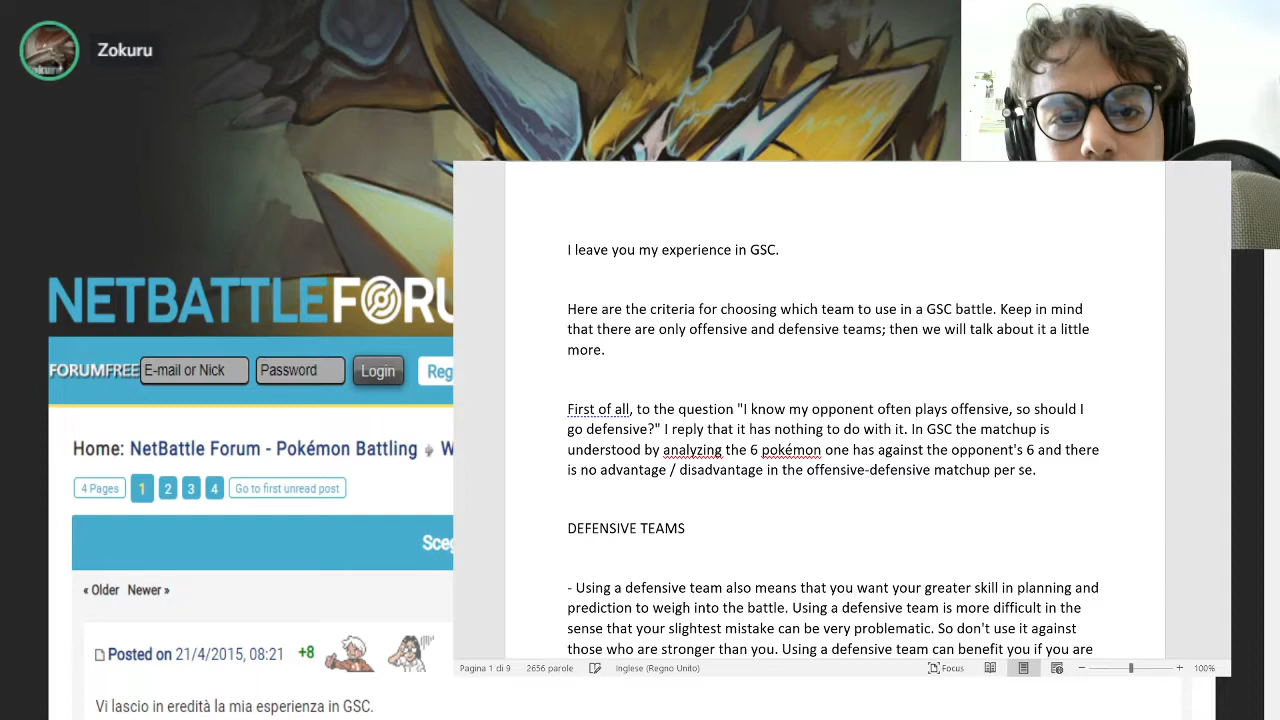 Zokuru
NETBATTLEFORU
FORUMFREE E-mail or Nick Password Login Reg
Home: NetBattle Forum - Pokémon Battling W
4 Pages 1 2 3 4 Go to first unread post
Sceg
« Older Newer »
Posted on 21/4/2015, 08:21 +8
Vi lascio in eredità la mia esperienza in GSC.
I leave you my experience in GSC.
Here are the criteria for choosing which team to use in a GSC battle. Keep in mind
that there are only offensive and defensive teams; then we will talk about it a little
more.
First of all, to the question "I know my opponent often plays offensive, so should I
go defensive?" I reply that it has nothing to do with it. In GSC the matchup is
understood by analyzing the 6 pokémon one has against the opponent's 6 and there
is no advantage / disadvantage in the offensive-defensive matchup per se.
DEFENSIVE TEAMS
- Using a defensive team also means that you want your greater skill in planning and
prediction to weigh into the battle. Using a defensive team is more difficult in the
sense that your slightest mistake can be very problematic. So don't use it against
those who are stronger than you. Using a defensive team can benefit you if you are
Pagina 1 di 9 2656 parole Inglese (Regno Unito) Focus 100%